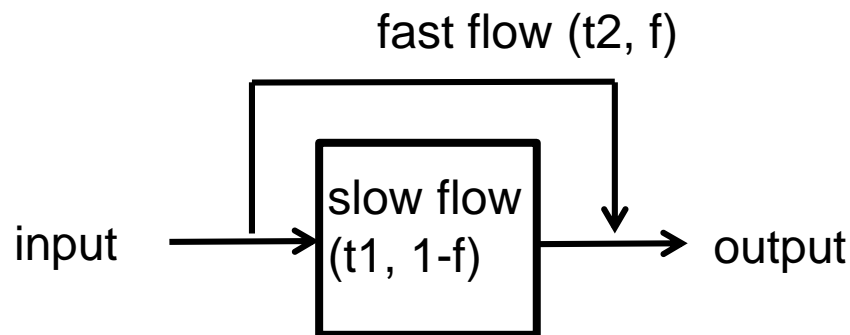 fast flow (t2, f)
input
slow flow
(t1, 1-f)
output